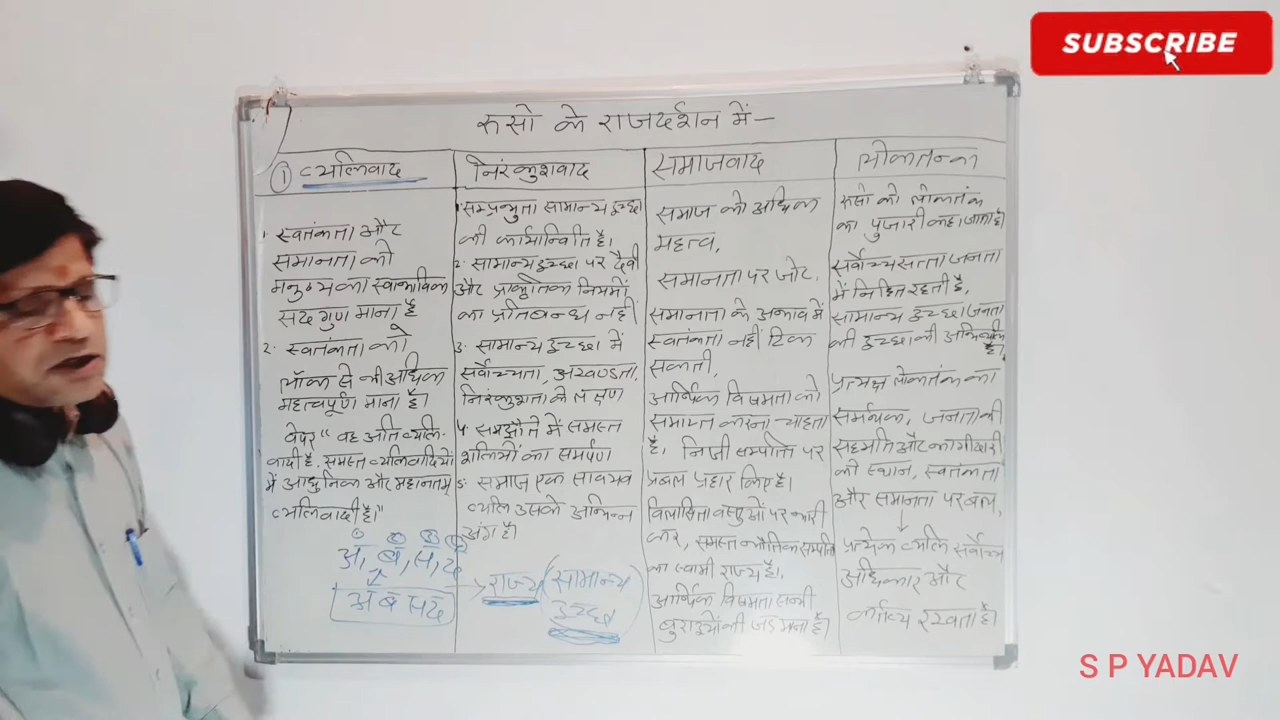 SUBSCRIBE
रुसो के राजदर्शन में—
① व्यक्तिवाद
1. स्वतंत्रता और
समानता को
मनुष्य का स्वाभाविक
सद्गुण माना है
2. स्वतंत्रता को
लॉक से भी अधिक
महत्वपूर्ण माना है।
वेपर " वह अति व्यक्ति-
वादी है. समस्त व्यक्तिवादियों
में आधुनिक और महानतम्
व्यक्तिवादी है।"
अ, ब, स, द
अ ब स द
राज्य (सामान्य
इच्छा)
निरंकुशवाद
1. सम्प्रभुता सामान्य इच्छा
की कार्यान्विति है।
2. सामान्य इच्छा पर दैवी
और प्राकृतिक नियमों
का प्रतिबन्ध नहीं
3. सामान्य इच्छा में
सर्वोच्यता, अखण्डता,
निरंकुशता के लक्षण
4. समझौते में समस्त
शक्तियों का समर्पण
5. समाज एक सावयव
व्यक्ति उसके अभिन्न
अंग है।
समाजवाद
समाज को अधिक
महत्व,
समानता पर जोट,
समानता के अभाव में
स्वतंत्रता नहीं टिक
सकती,
आर्थिक विषमता को
समाप्त करना चाहता
है, निजी सम्पत्ति पर
प्रबल प्रहार लिए है।
विलासिता वस्तुओं पर भारी
कर, समस्त भौतिक सम्पत्ति
का स्वामी राज्य है,
आर्थिक विषमता सभी
बुराइयों की जड़ माना है।
लोकतन्त्र
रुसो को लोकतंत्र
का पुजारी कहा जाता है।
सर्वोच्य सत्ता जनता
में निहित रहती है,
सामान्य इच्छा जनता
की इच्छा की अभिव्यक्ति
है।
प्रत्यक्ष लोकतंत्र का
समर्थक, जनता की
सहमति और भागीदारी
को स्थान, स्वतंत्रता
और समानता पर बल,
प्रत्येक व्यक्ति सर्वोच्य
अधिकार और
कर्तव्य रखता है।
S P YADAV